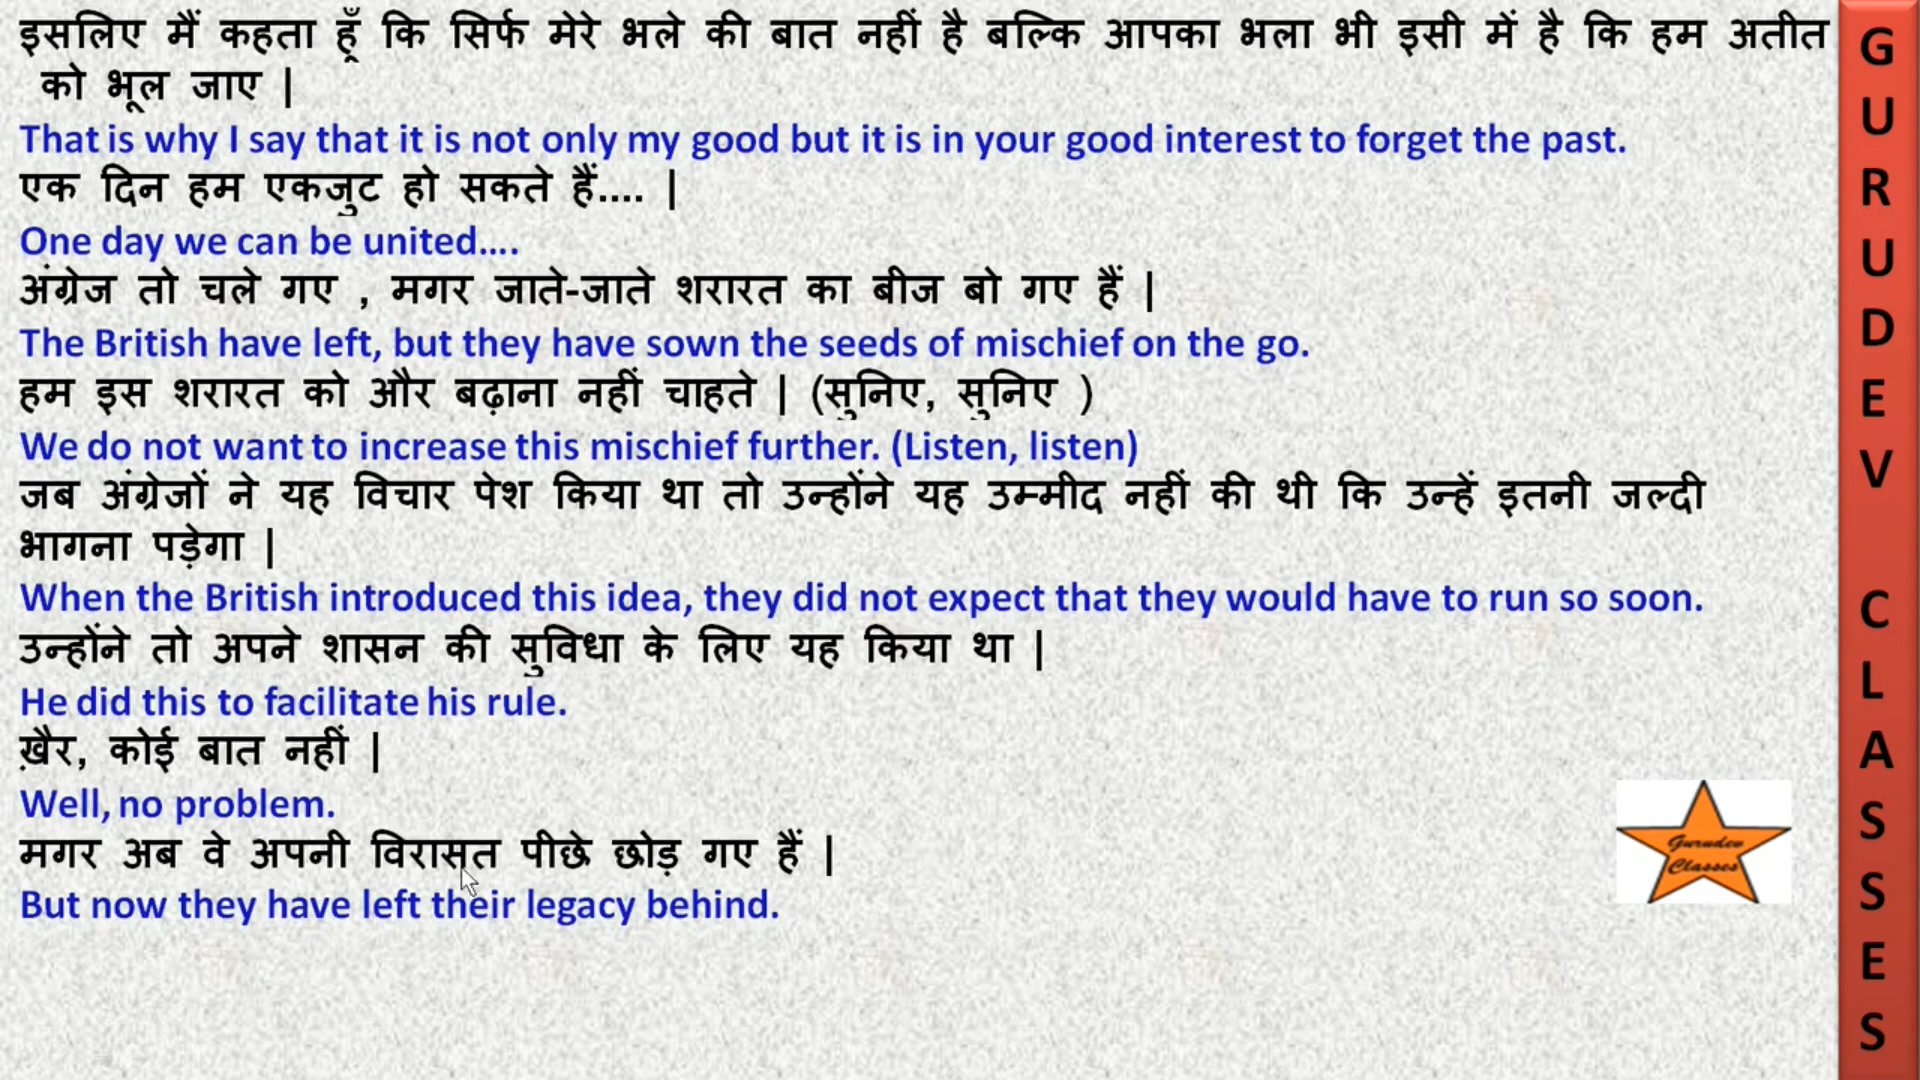 इसलिए मैं कहता हूँ कि सिर्फ मेरे भले की बात नहीं है बल्कि आपका भला भी इसी में है कि हम अतीत
को भूल जाए |
That is why I say that it is not only my good but it is in your good interest to forget the past.
एक दिन हम एकजुट हो सकते हैं.... |
One day we can be united....
अंग्रेज तो चले गए , मगर जाते-जाते शरारत का बीज बो गए हैं |
The British have left, but they have sown the seeds of mischief on the go.
हम इस शरारत को और बढ़ाना नहीं चाहते | (सुनिए, सुनिए )
We do not want to increase this mischief further. (Listen, listen)
जब अंग्रेजों ने यह विचार पेश किया था तो उन्होंने यह उम्मीद नहीं की थी कि उन्हें इतनी जल्दी
भागना पड़ेगा |
When the British introduced this idea, they did not expect that they would have to run so soon.
उन्होंने तो अपने शासन की सुविधा के लिए यह किया था |
He did this to facilitate his rule.
ख़ैर, कोई बात नहीं |
Well, no problem.
मगर अब वे अपनी विरासत पीछे छोड़ गए हैं |
But now they have left their legacy behind.
Gurudev
Classes
GURUDEV CLASSES